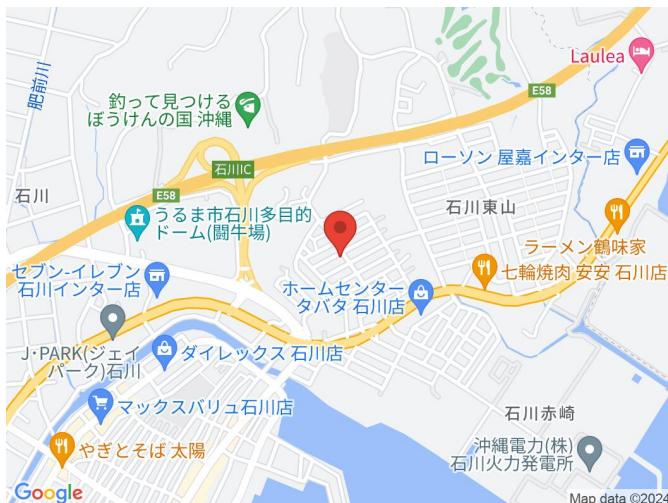 Laulea
E58
肥前川
釣って見つける
ぼうけんの国 沖縄
ローソン 屋嘉インター店
石川IC
E58
石川
石川東山
うるま市石川多目的
ドーム(闘牛場)
ラーメン鶴味家
七輪焼肉 安安 石川店
セブン-イレブン
石川インター店
ホームセンター
タバタ 石川店
J·PARK(ジェイ
パーク)石川
ダイレックス 石川店
マックスバリュ石川店
石川赤崎
やぎとそば 太陽
沖縄電力(株)
石川火力発電所
Google
Map data ©2024